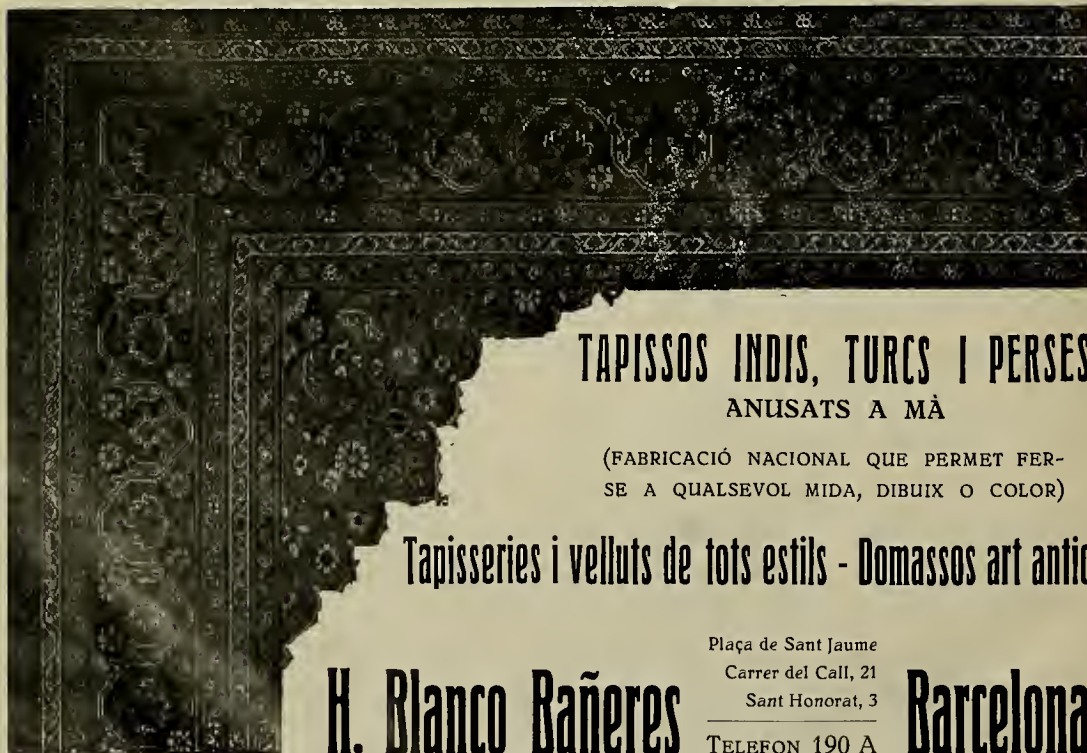 TAPISSOS INDIS, TURCS I PERSES
ANUSATS A MÀ
(FABRICACIÓ NACIONAL QUE PERMET FER-
SE A QUALSEVOL MIDA, DIBUIX O COLOR)
Tapisseries i velluts de tots estils - Domassos art antic
Plaça de Sant Jaume
Carrer del Call, 21
Sant Honorat, 3
H. Blanco Bañeres
Barcelona
TELEFON 190 A